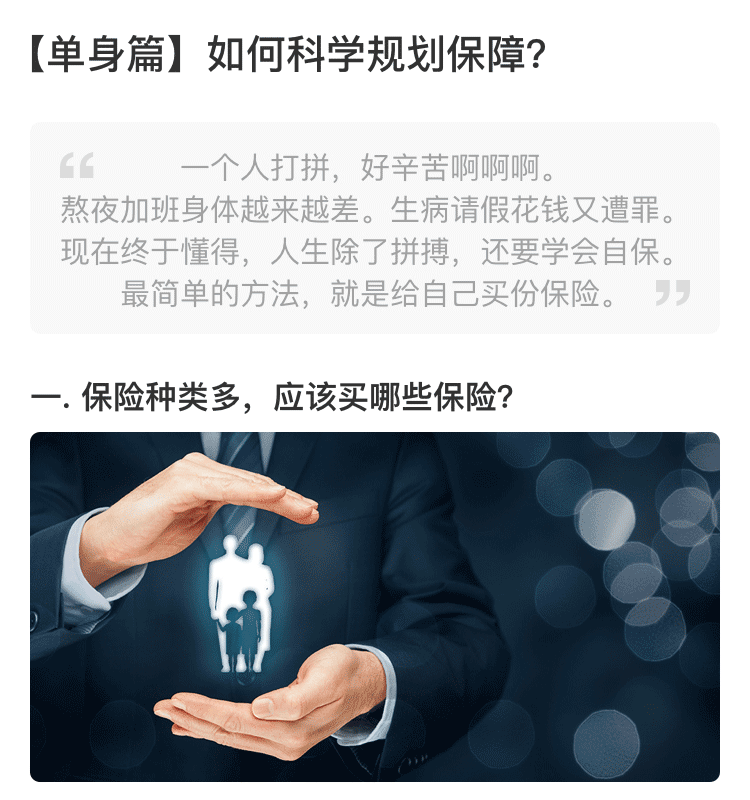 【单身篇】如何科学规划保障?
一个人打拼，好辛苦啊啊啊。
熬夜加班身体越来越差。生病请假花钱又遭罪。
现在终于懂得，人生除了拼搏，还要学会自保。
最简单的方法，就是给自己买份保险。
一. 保险种类多，应该买哪些保险?